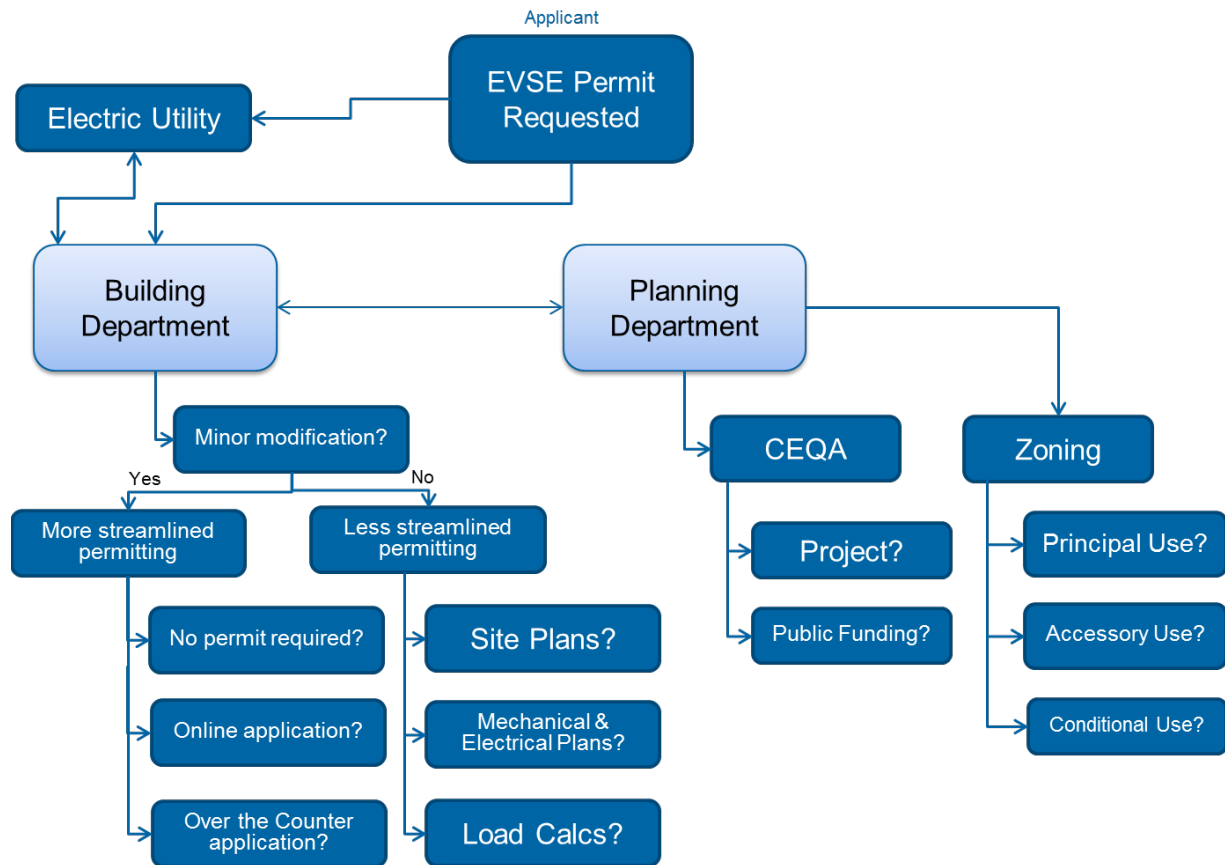 Applicant
EVSE Permit
Requested
Electric Utility
Building
Department
Planning
Department
Minor modification?
CEQA
Zoning
Yes
No
More streamlined
permitting
Less streamlined
permitting
Project?
Principal Use?
No permit required?
Site Plans?
Public Funding?
Accessory Use?
Online application?
Mechanical &
Electrical Plans?
Conditional Use?
Over the Counter
application?
Load Calcs?